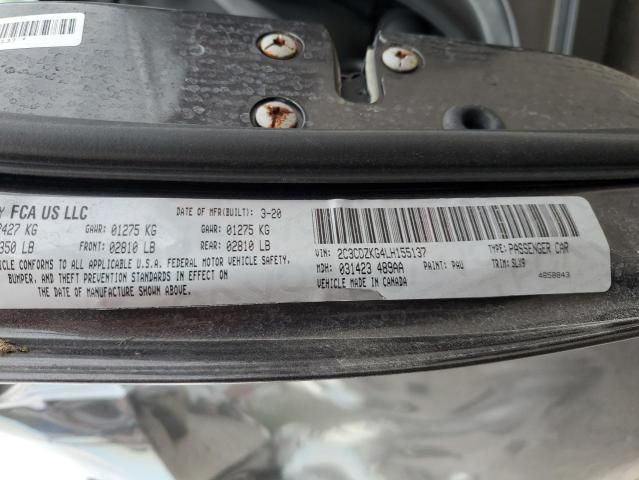 FCA US LLC
DATE OF MFR(BUILT): 3-20
2427 KG GAWR: 01275 KG GAWR: 01275 KG
350 LB FRONT: 02810 LB REAR: 02810 LB
CONFORMS TO ALL APPLICABLE U.S.A. FEDERAL MOTOR VEHICLE SAFETY,
BUMPER, AND THEFT PREVENTION STANDARDS IN EFFECT ON
THE DATE OF MANUFACTURE SHOWN ABOVE.
VIN: 2C3CDZKG4LH155137 TYPE: PASSENGER CAR
MDH: 031423 489AA PAINT: PAU TRIM: SLX9
VEHICLE MADE IN CANADA 4858843